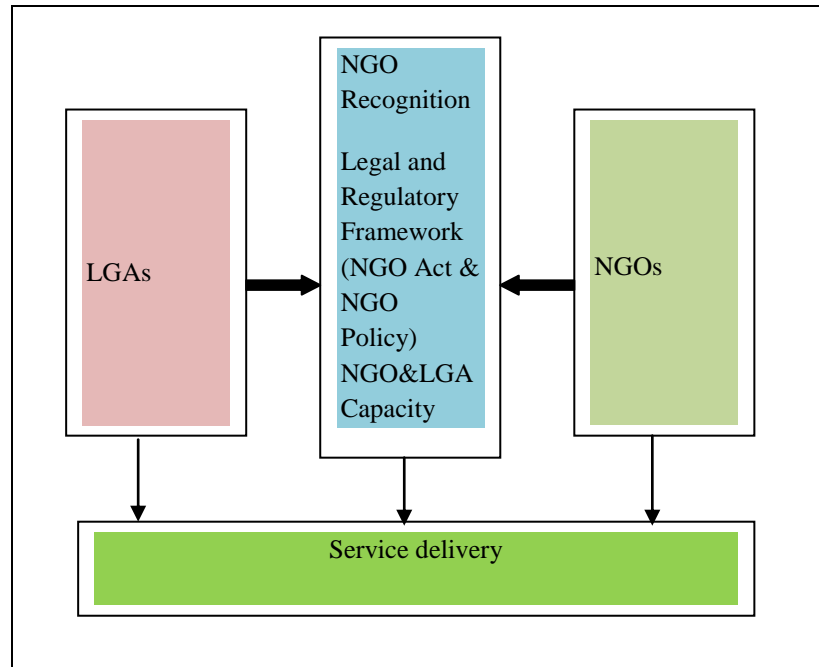 LGAs
NGO
Recognition
Legal and
Regulatory
Framework
(NGO Act &
NGO
Policy)
NGO&LGA
Capacity
NGOs
Service delivery